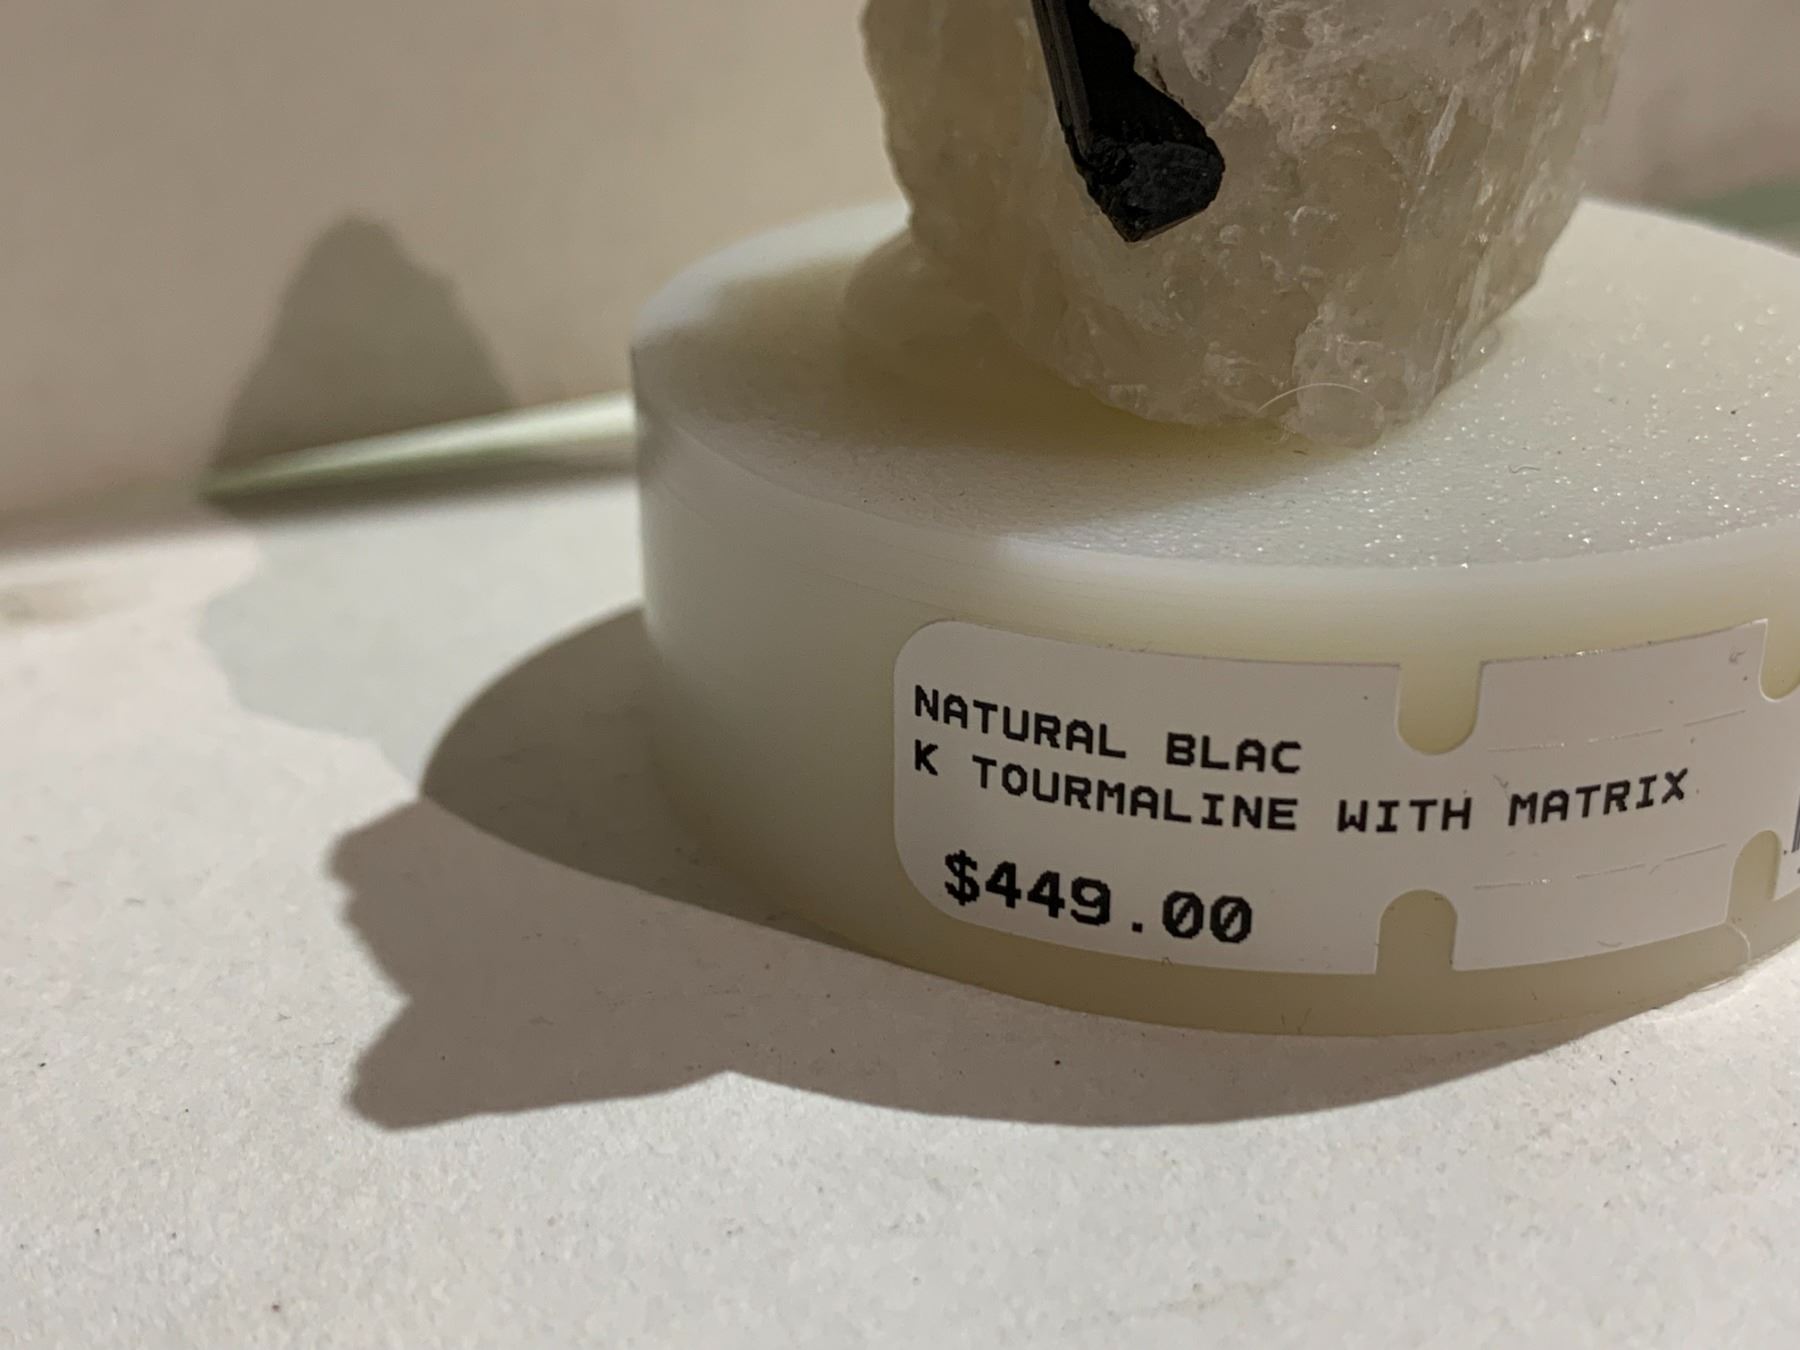 NATURAL BLAC
K TOURMALINE WITH MATRIX
$449.00